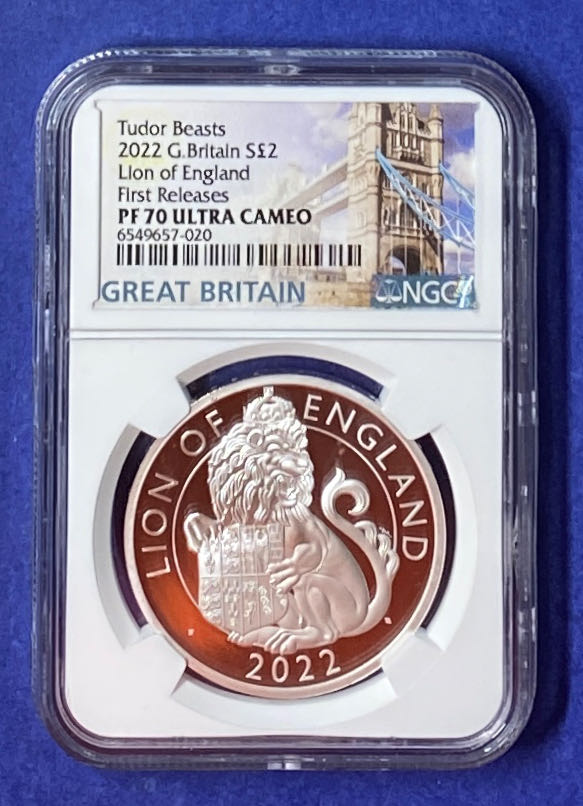 Tudor Beasts
2022 G.Britain S£2
Lion of England
First Releases
PF 70 ULTRA CAMEO
6549657-020
GREAT BRITAIN
NGC
LION OF ENGLAND
2022